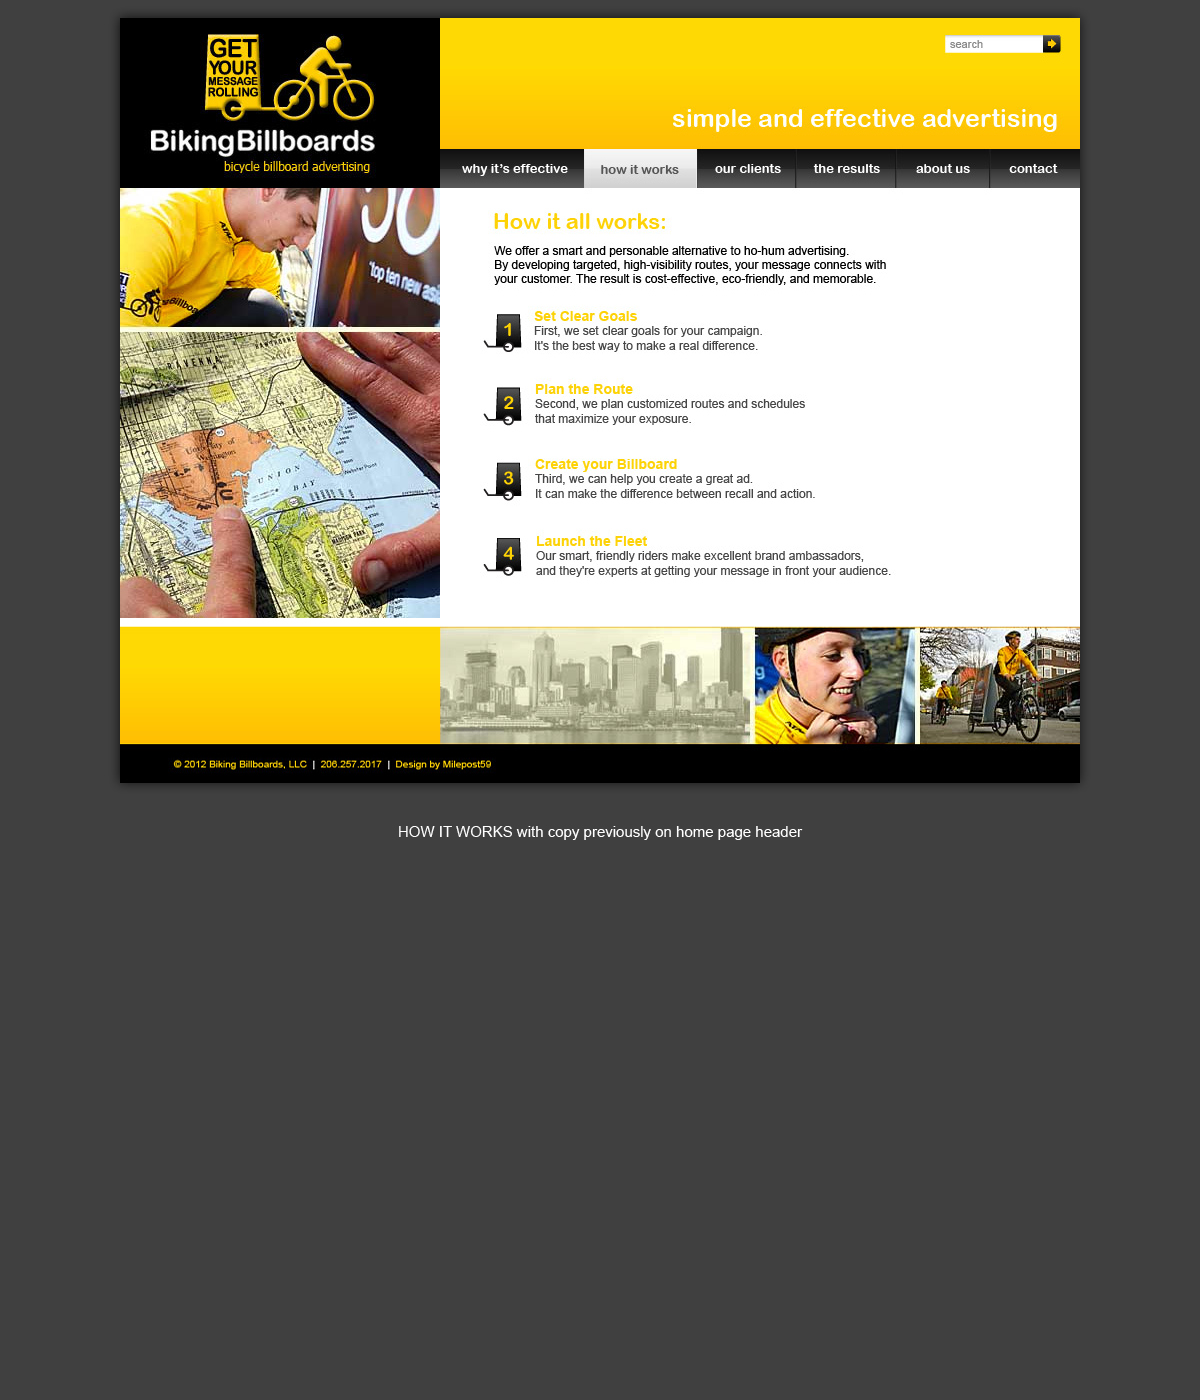 GET
YOUR
MESSAGE
ROLLING
BikingBillboards
bicycle billboard advertising
search
simple and effective advertising
why it's effective
how it works
our clients
the results
about us
contact
'top ten new
How it all works:
We offer a smart and personable alternative to ho-hum advertising.
By developing targeted, high-visibility routes, your message connects with
your customer. The result is cost-effective, eco-friendly, and memorable.
1
Set Clear Goals
First, we set clear goals for your campaign.
It's the best way to make a real difference.
2
Plan the Route
Second, we plan customized routes and schedules
that maximize your exposure.
3
Create your Billboard
Third, we can help you create a great ad.
It can make the difference between recall and action.
4
Launch the Fleet
Our smart, friendly riders make excellent brand ambassadors,
and they're experts at getting your message in front your audience.
RAVENNA
University of
Washington
UNION
BAY
Webster Point
© 2012 Biking Billboards, LLC | 206.257.2017 | Design by Milepost59
HOW IT WORKS with copy previously on home page header